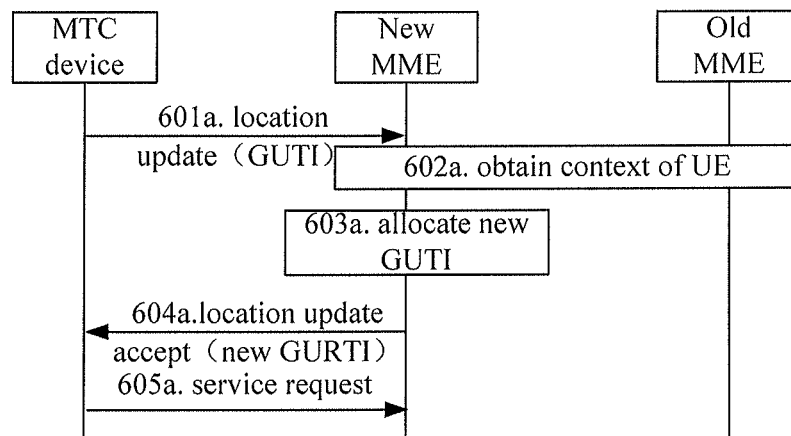 MTC
device
New
MME
Old
MME
601a. location
update（GUTI）
602a. obtain context of UE
603a. allocate new
GUTI
604a.location update
accept（new GURTI）
605a. service request